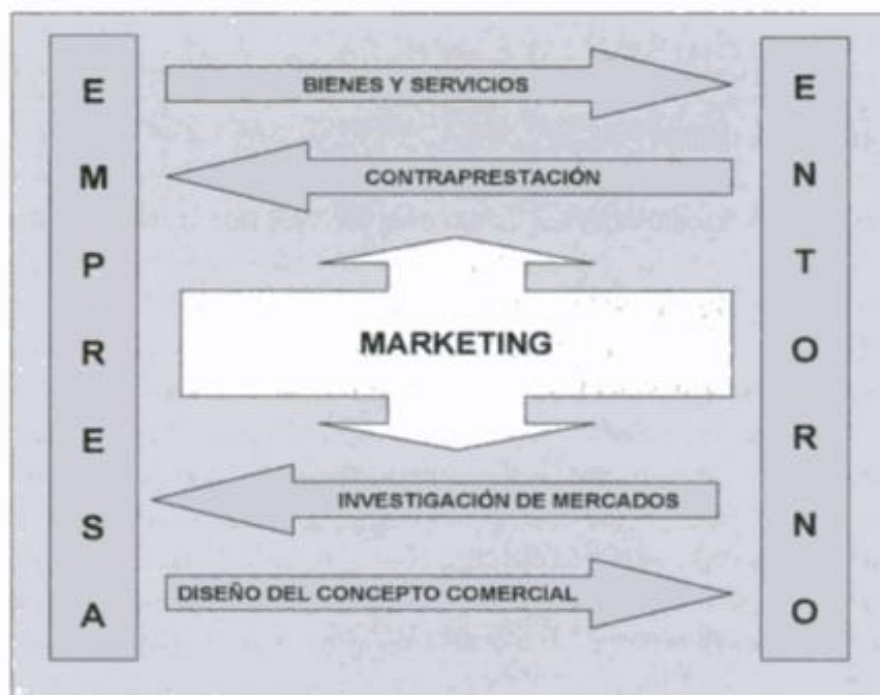 EMPRESA
BIENES Y SERVICIOS
CONTRAPRESTACIÓN
MARKETING
INVESTIGACIÓN DE MERCADOS
DISEÑO DEL CONCEPTO COMERCIAL
ENTORNO